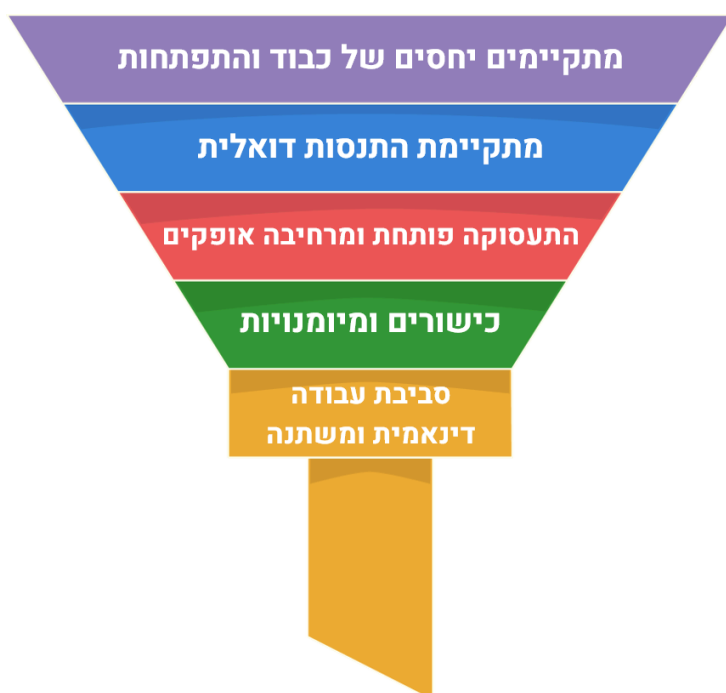 מתקיימים יחסים של כבוד והתפתחות
מתקיימת התנסות דואלית
התעסוקה פותחת ומרחיבה אופקים
כישורים ומיומנויות
סביבת עבודה
דינאמית ומשתנה